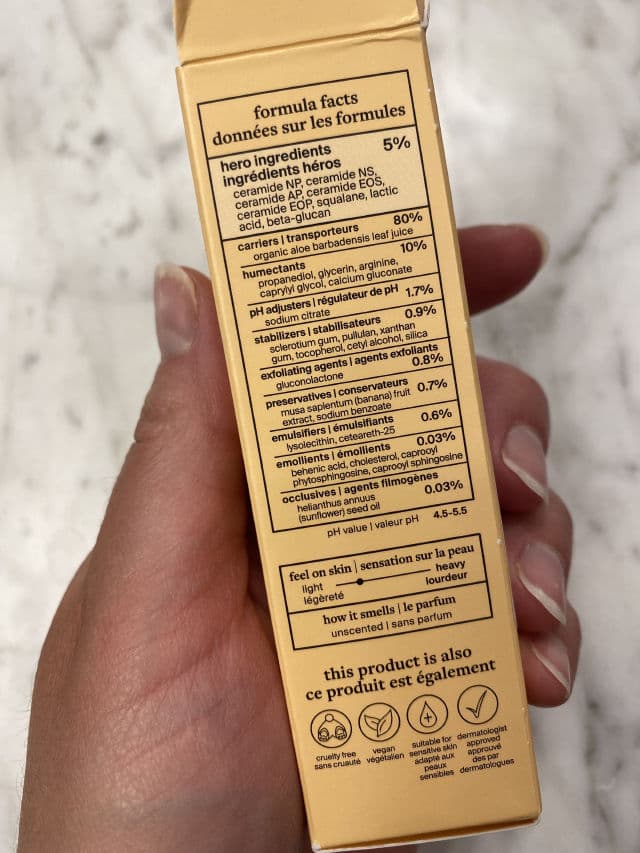 formula facts
données sur les formules
hero ingredients 5%
ingrédients héros
ceramide NP, ceramide NS,
ceramide AP, ceramide EOS,
ceramide EOP, squalane, lactic
acid, beta-glucan
carriers | transporteurs 80%
organic aloe barbadensis leaf juice
humectants 10%
propanediol, glycerin, arginine,
caprylyl glycol, calcium gluconate
pH adjusters | régulateur de pH 1.7%
sodium citrate
stabilizers | stabilisateurs 0.9%
sclerotium gum, pullulan, xanthan
gum, tocopherol, cetyl alcohol, silica
exfoliating agents | agents exfoliants
gluconolactone 0.8%
preservatives | conservateurs 0.7%
musa sapientum (banana) fruit
extract, sodium benzoate
emulsifiers | émulsifiants 0.6%
lysolecithin, ceteareth-25
emollients | émollients 0.03%
behenic acid, cholesterol, caprooyl
phytosphingosine, caprooyl sphingosine
occlusives | agents filmogènes
helianthus annuus 0.03%
(sunflower) seed oil
pH value | valeur pH 4.5-5.5
feel on skin | sensation sur la peau
light heavy
légèreté lourdeur
how it smells | le parfum
unscented | sans parfum
this product is also
ce produit est également
cruelty free
sans cruauté
vegan
végétalien
suitable for
sensitive skin
adapté aux
peaux
sensibles
dermatologist
approved
approuvé
des par
dermatologues